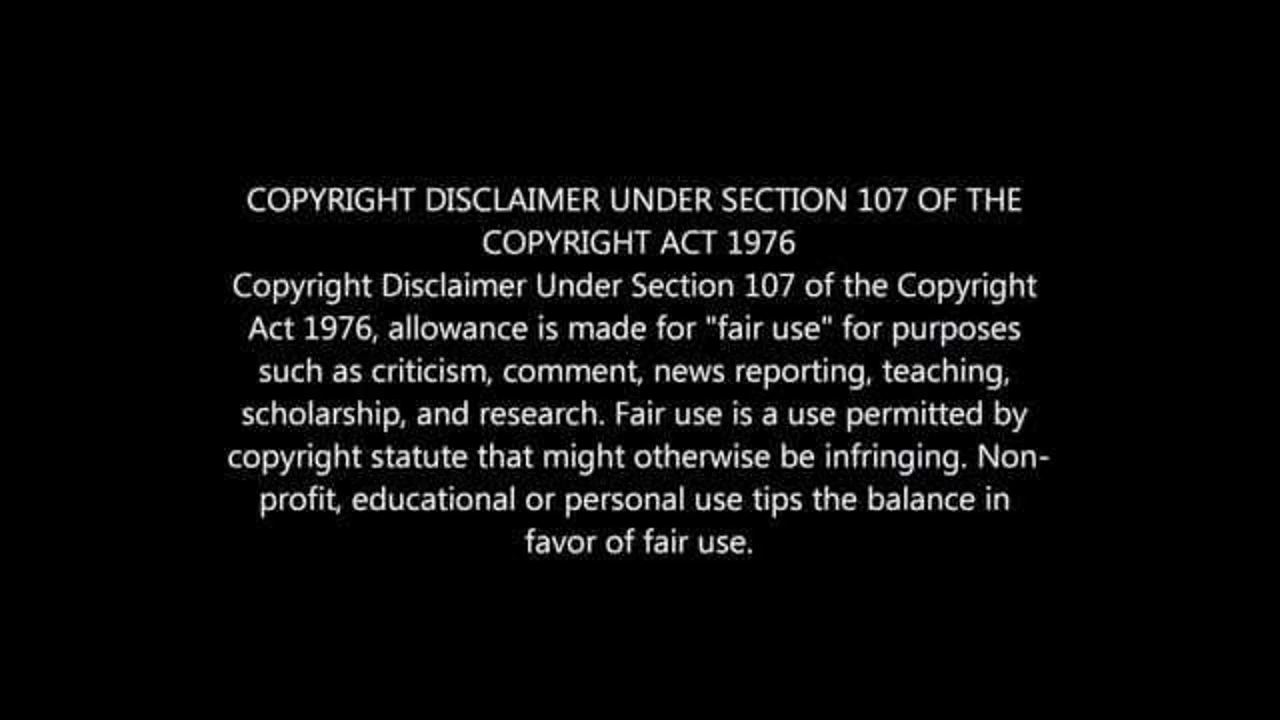 COPYRIGHT DISCLAIMER UNDER SECTION 107 OF THE
COPYRIGHT ACT 1976
Copyright Disclaimer Under Section 107 of the Copyright
Act 1976, allowance is made for "fair use" for purposes
such as criticism, comment, news reporting, teaching,
scholarship, and research. Fair use is a use permitted by
copyright statute that might otherwise be infringing. Non-
profit, educational or personal use tips the balance in
favor of fair use.